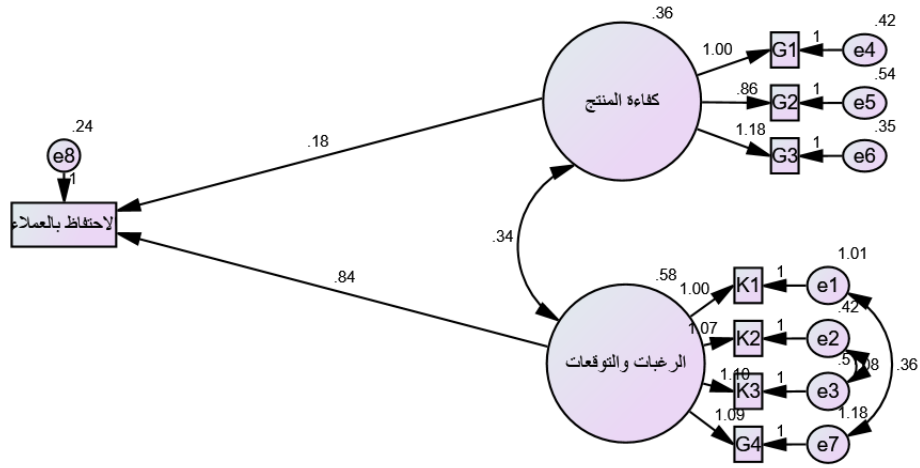 .36
كفاءة المنتج
1.00
G1
1
e4
.42
.86
G2
1
e5
.54
1.18
G3
1
e6
.35
.24
e8
1
لاحتفاظ بالعملاء
.18
.34
.84
.58
الرغبات والتوقعات
1.00
K1
1
e1
1.01
1.07
K2
1
e2
.42
1.10
K3
1
e3
1.09
G4
1
e7
1.18
.36